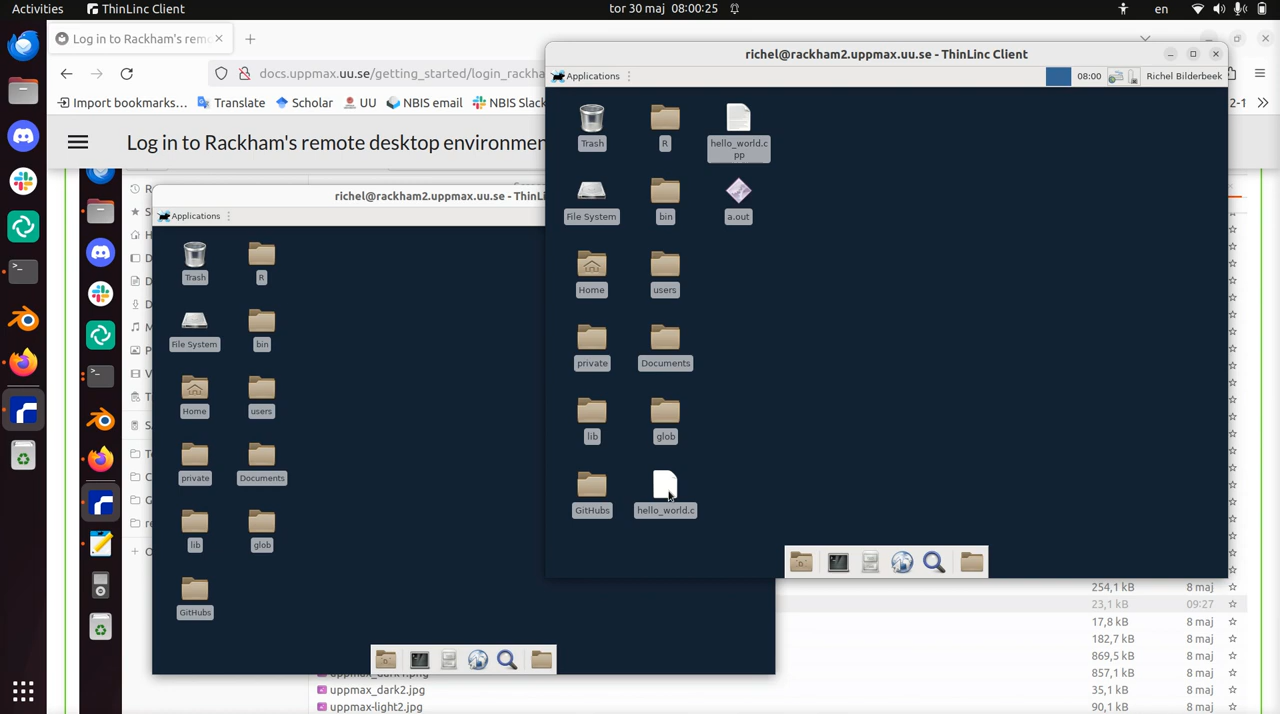 Activities
ThinLinc Client
tor 30 maj 08:00:25
en
Log in to Rackham's remo
docs.uppmax.uu.se/getting_started/login_rackha
Import bookmarks…
Translate
Scholar
UU
NBIS email
NBIS Slack
2-1
Log in to Rackham's remote desktop environmen
richel@rackham2.uppmax.uu.se - ThinLinc Client
Applications
08:00
Richel Bilderbeek
Trash
R
hello_world.c
pp
File System
bin
a.out
Home
users
private
Documents
lib
glob
GitHubs
hello_world.c
richel@rackham2.uppmax.uu.se - ThinLi
Applications
Trash
R
File System
bin
Home
users
private
Documents
lib
glob
GitHubs
254,1 kB 8 maj
23,1 kB 09:27
17,8 kB 8 maj
182,7 kB 8 maj
869,5 kB 8 maj
857,1 kB 8 maj
uppmax_dark2.jpg 35,1 kB 8 maj
uppmax-light2.jpg 90,1 kB 8 maj